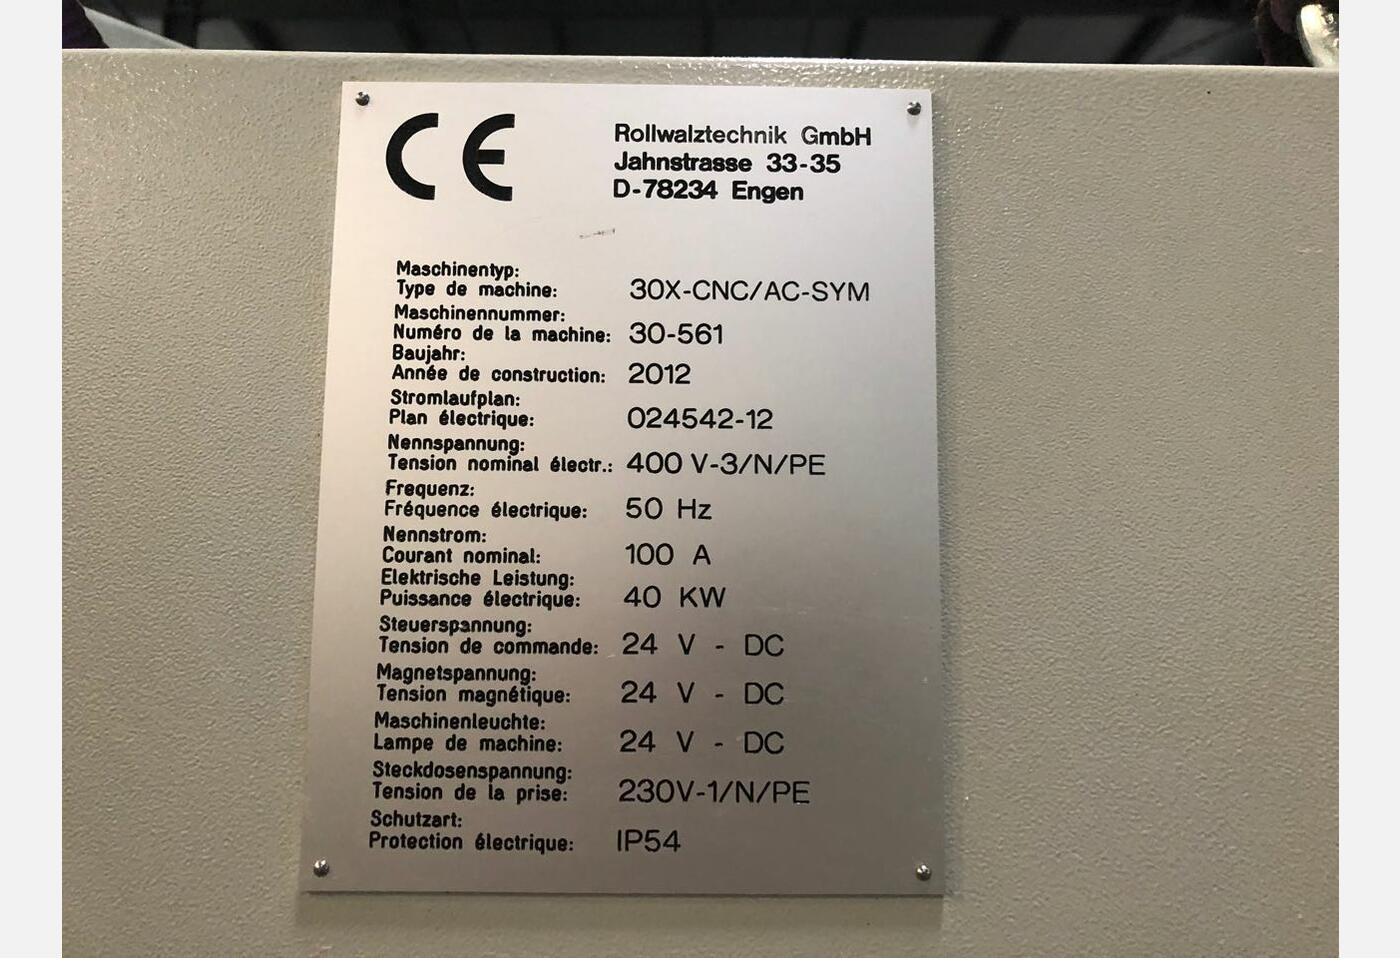 CE
Rollwalztechnik GmbH
Jahnstrasse 33-35
D-78234 Engen
Maschinentyp:
Type de machine: 30X-CNC/AC-SYM
Maschinennummer:
Numéro de la machine: 30-561
Baujahr:
Année de construction: 2012
Stromlaufplan:
Plan électrique: 024542-12
Nennspannung:
Tension nominal électr.: 400 V-3/N/PE
Frequenz:
Fréquence électrique: 50 Hz
Nennstrom:
Courant nominal: 100 A
Elektrische Leistung:
Puissance électrique: 40 KW
Steuerspannung:
Tension de commande: 24 V - DC
Magnetspannung:
Tension magnétique: 24 V - DC
Maschinenleuchte:
Lampe de machine: 24 V - DC
Steckdosenspannung:
Tension de la prise: 230V-1/N/PE
Schutzart:
Protection électrique: IP54